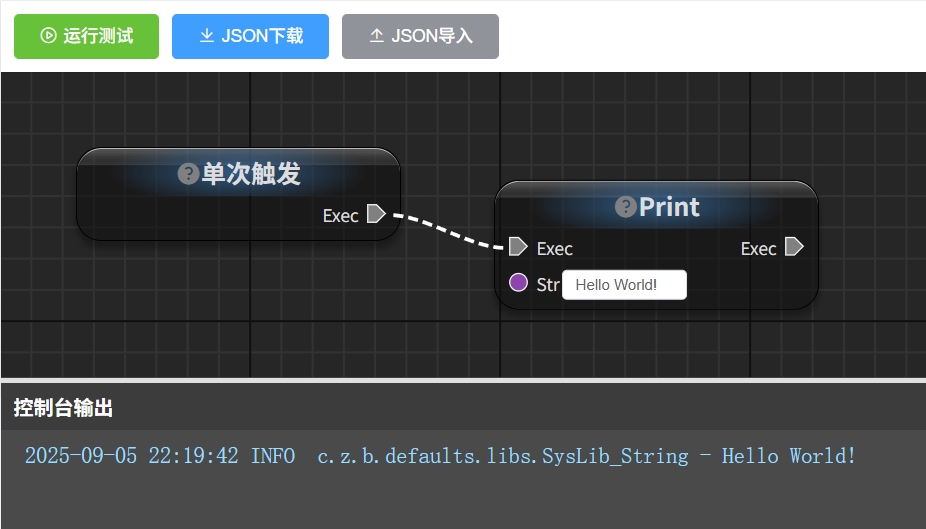 运行测试 JSON下载 JSON导入
?单次触发
Exec
?Print
Exec Exec
Str Hello World!
控制台输出
2025-09-05 22:19:42 INFO  c.z.b.defaults.libs.SysLib_String - Hello World!